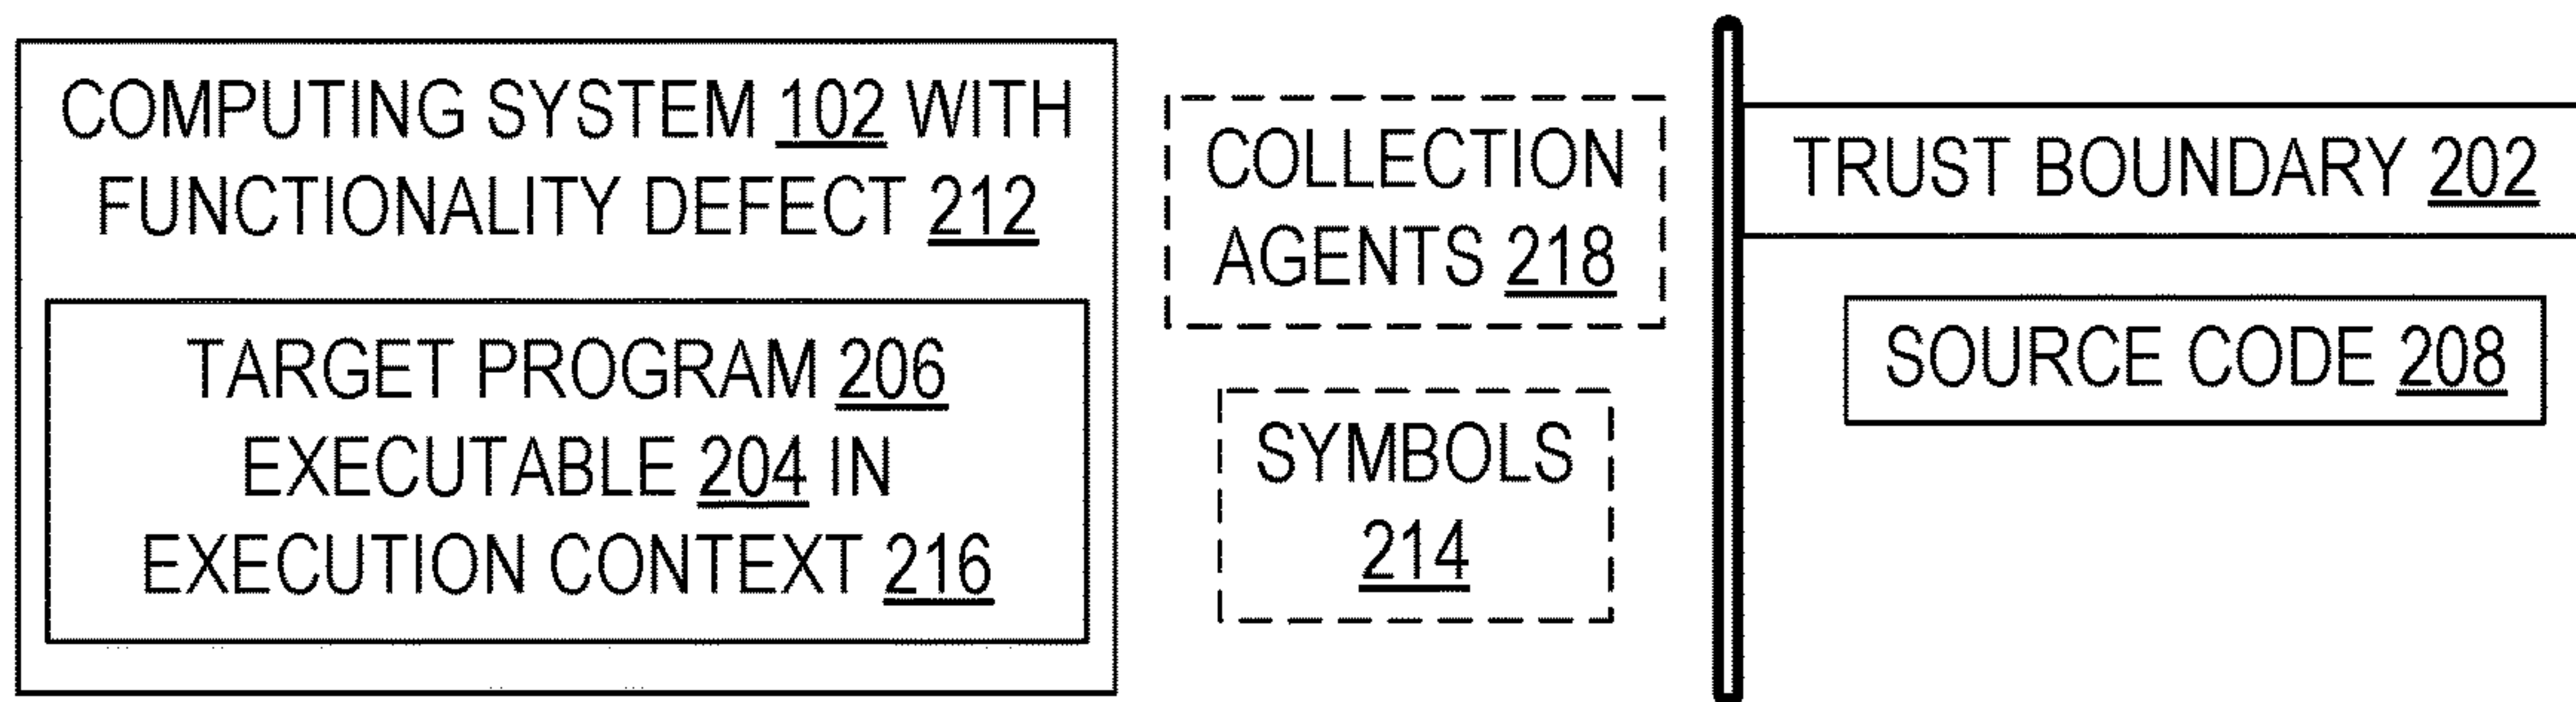 COMPUTING SYSTEM 102 WITH
FUNCTIONALITY DEFECT 212
TARGET PROGRAM 206
EXECUTABLE 204 IN
EXECUTION CONTEXT 216
COLLECTION
AGENTS 218
SYMBOLS
214
TRUST BOUNDARY 202
SOURCE CODE 208